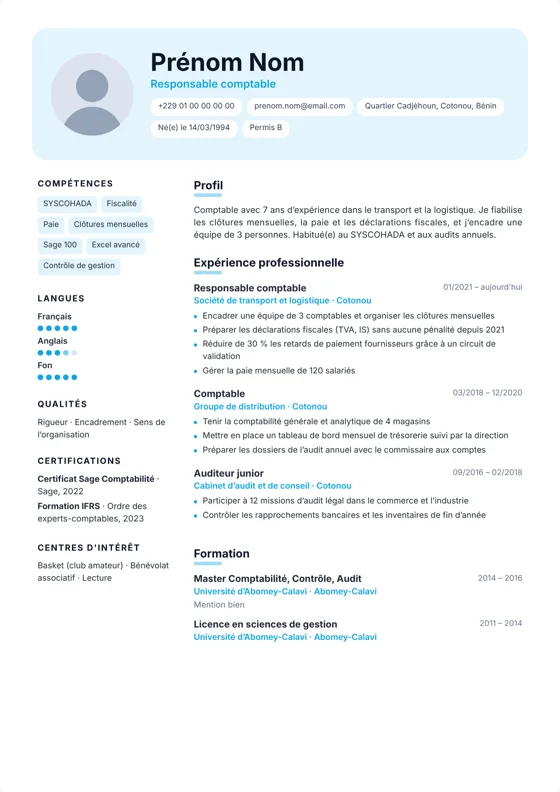 Prénom Nom
Responsable comptable
+229 01 00 00 00 00
prenom.nom@email.com
Quartier Cadjèhoun, Cotonou, Bénin
Né(e) le 14/03/1994
Permis B
COMPÉTENCES
SYSCOHADA
Fiscalité
Paie
Clôtures mensuelles
Sage 100
Excel avancé
Contrôle de gestion
LANGUES
Français
Anglais
Fon
QUALITÉS
Rigueur · Encadrement · Sens de
l'organisation
CERTIFICATIONS
Certificat Sage Comptabilité ·
Sage, 2022
Formation IFRS · Ordre des
experts-comptables, 2023
CENTRES D'INTÉRÊT
Basket (club amateur) · Bénévolat
associatif · Lecture
Profil
Comptable avec 7 ans d'expérience dans le transport et la logistique. Je fiabilise
les clôtures mensuelles, la paie et les déclarations fiscales, et j'encadre une
équipe de 3 personnes. Habitué(e) au SYSCOHADA et aux audits annuels.
Expérience professionnelle
Responsable comptable 01/2021 – aujourd'hui
Société de transport et logistique · Cotonou
• Encadrer une équipe de 3 comptables et organiser les clôtures mensuelles
• Préparer les déclarations fiscales (TVA, IS) sans aucune pénalité depuis 2021
• Réduire de 30 % les retards de paiement fournisseurs grâce à un circuit de
validation
• Gérer la paie mensuelle de 120 salariés
Comptable 03/2018 – 12/2020
Groupe de distribution · Cotonou
• Tenir la comptabilité générale et analytique de 4 magasins
• Mettre en place un tableau de bord mensuel de trésorerie suivi par la direction
• Préparer les dossiers de l'audit annuel avec le commissaire aux comptes
Auditeur junior 09/2016 – 02/2018
Cabinet d'audit et de conseil · Cotonou
• Participer à 12 missions d'audit légal dans le commerce et l'industrie
• Contrôler les rapprochements bancaires et les inventaires de fin d'année
Formation
Master Comptabilité, Contrôle, Audit 2014 – 2016
Université d'Abomey-Calavi · Abomey-Calavi
Mention bien
Licence en sciences de gestion 2011 – 2014
Université d'Abomey-Calavi · Abomey-Calavi